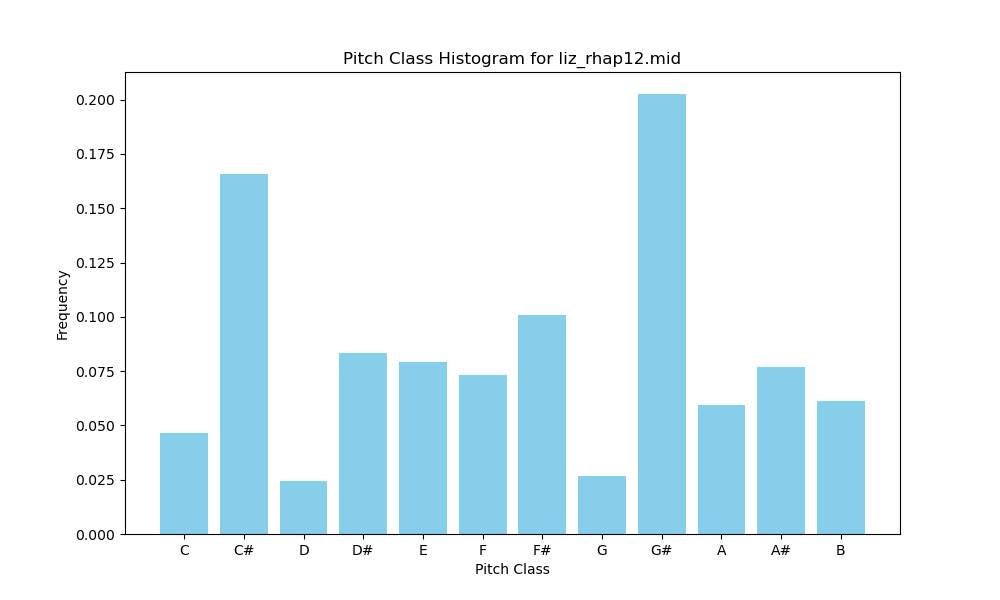 Pitch Class Histogram for liz_rhap12.mid
0.200
0.175
0.150
0.125
0.100
0.075
0.050
0.025
0.000
Frequency
C C# D D# E F F# G G# A A# B
Pitch Class